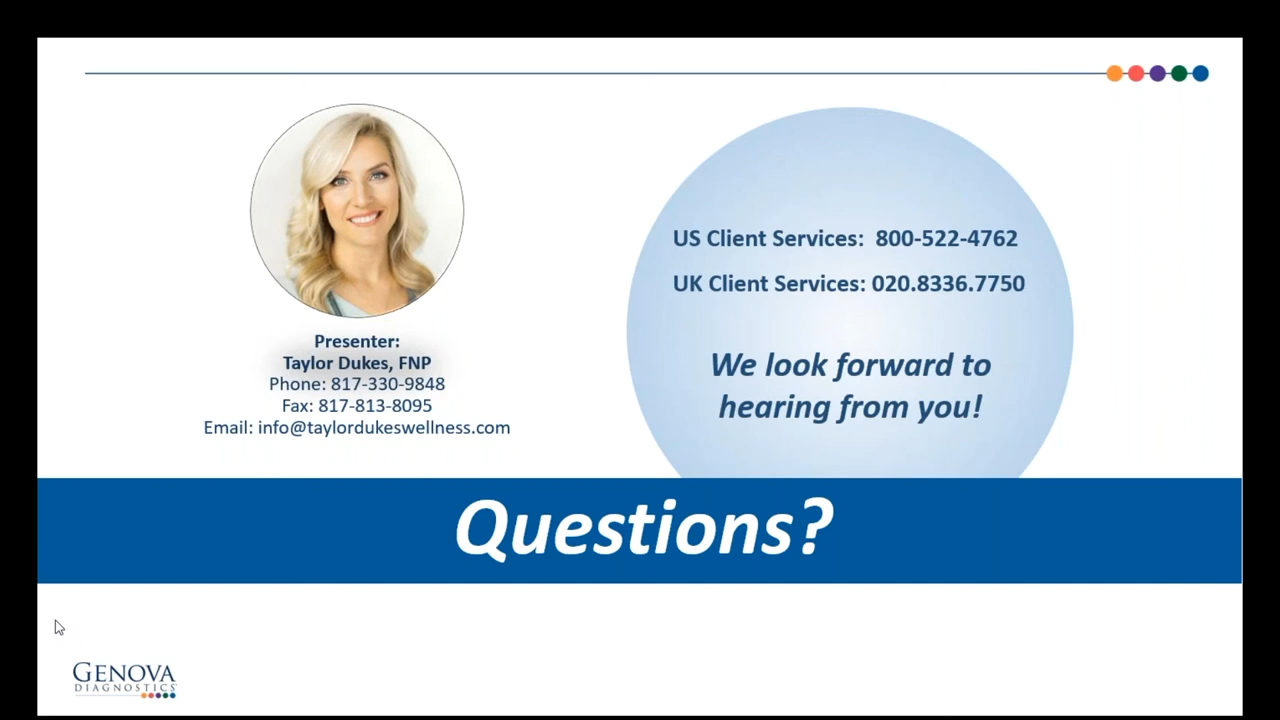 Presenter:
Taylor Dukes, FNP
Phone: 817-330-9848
Fax: 817-813-8095
Email: info@taylordukeswellness.com
US Client Services:  800-522-4762
UK Client Services: 020.8336.7750
We look forward to
hearing from you!
Questions?
GENOVA
DIAGNOSTICS